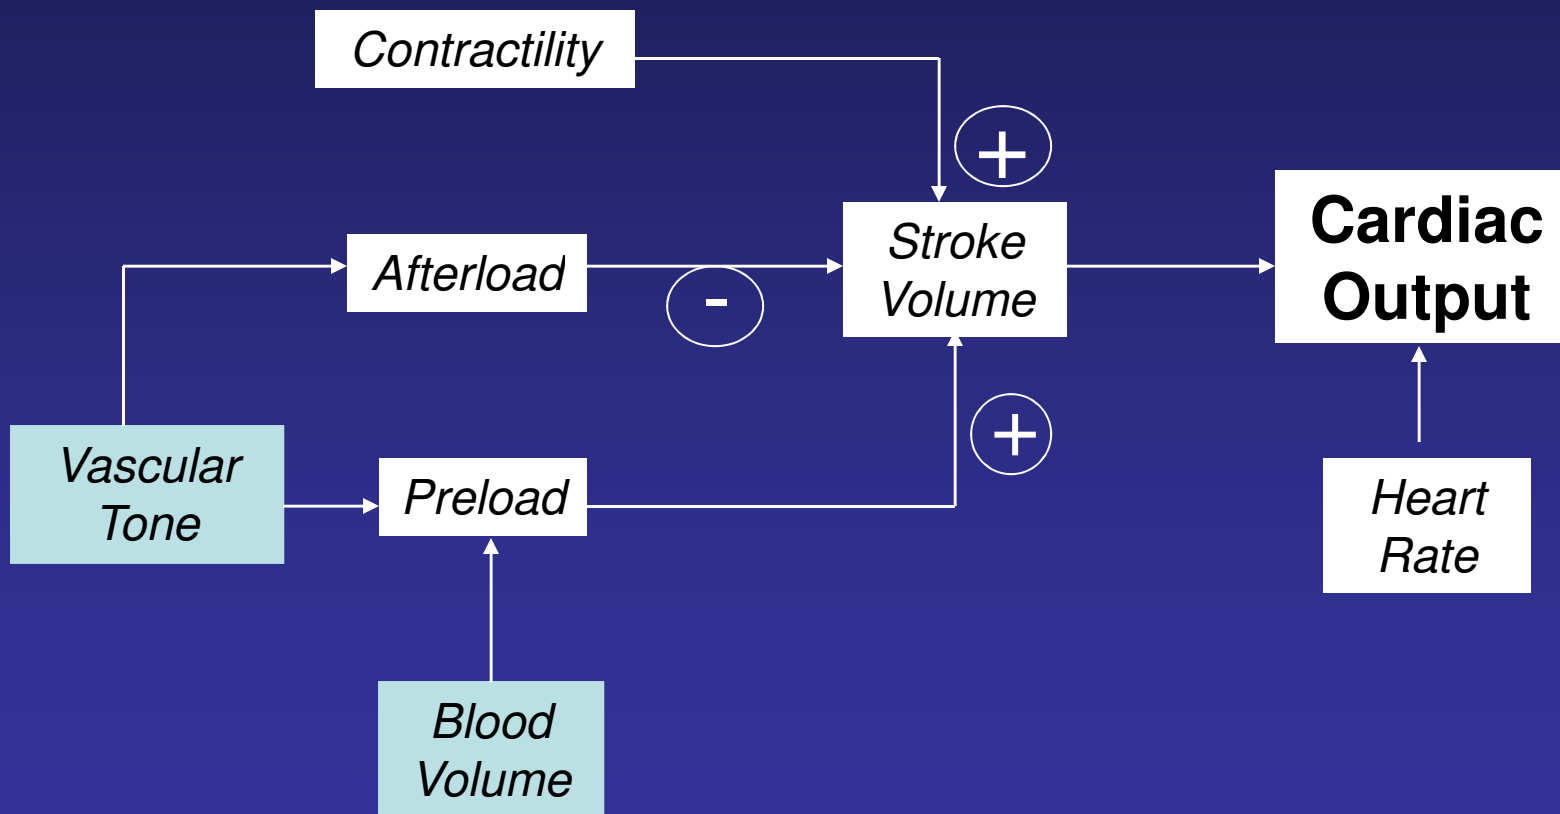 Contractility
+
Cardiac
Output
Stroke
Volume
Afterload
-
+
Vascular
Tone
Preload
Heart
Rate
Blood
Volume